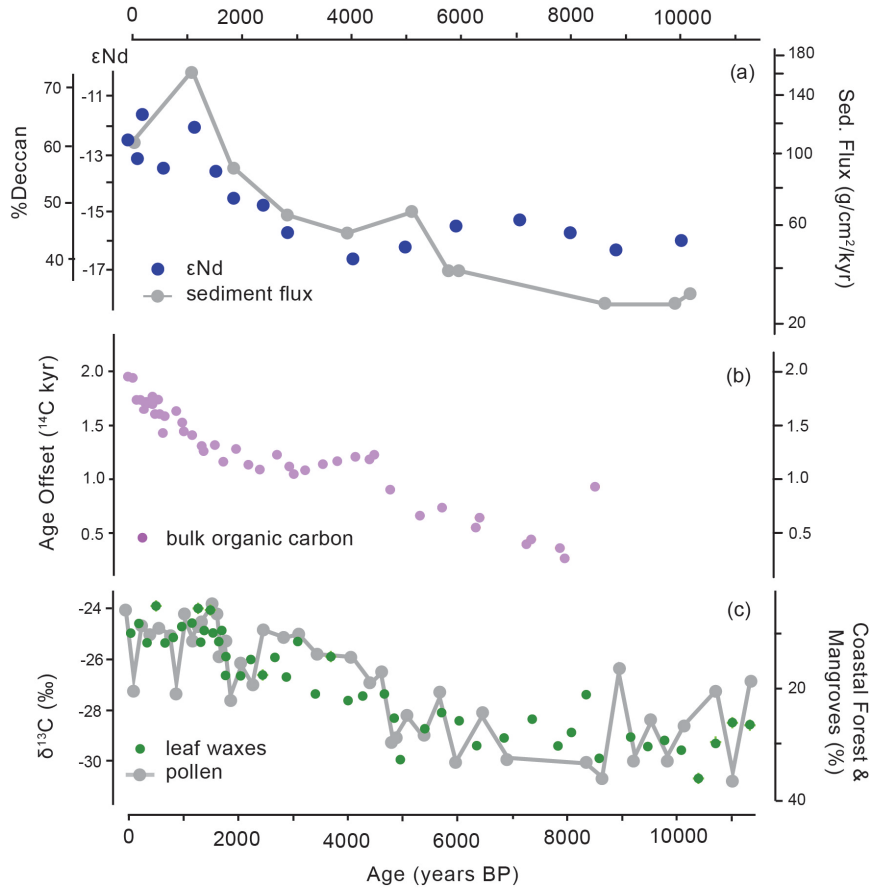 0 2000 4000 6000 8000 10000
εNd
(a)
%Deccan
70
60
50
40
-11
-13
-15
-17
180
140
100
60
20
Sed. Flux (g/cm²/kyr)
εNd
sediment flux
(b)
Age Offset (¹⁴C kyr)
2.0
1.5
1.0
0.5
2.0
1.5
1.0
0.5
bulk organic carbon
(c)
δ¹³C (‰)
-24
-26
-28
-30
20
40
Coastal Forest &
Mangroves (%)
leaf waxes
pollen
0 2000 4000 6000 8000 10000
Age (years BP)